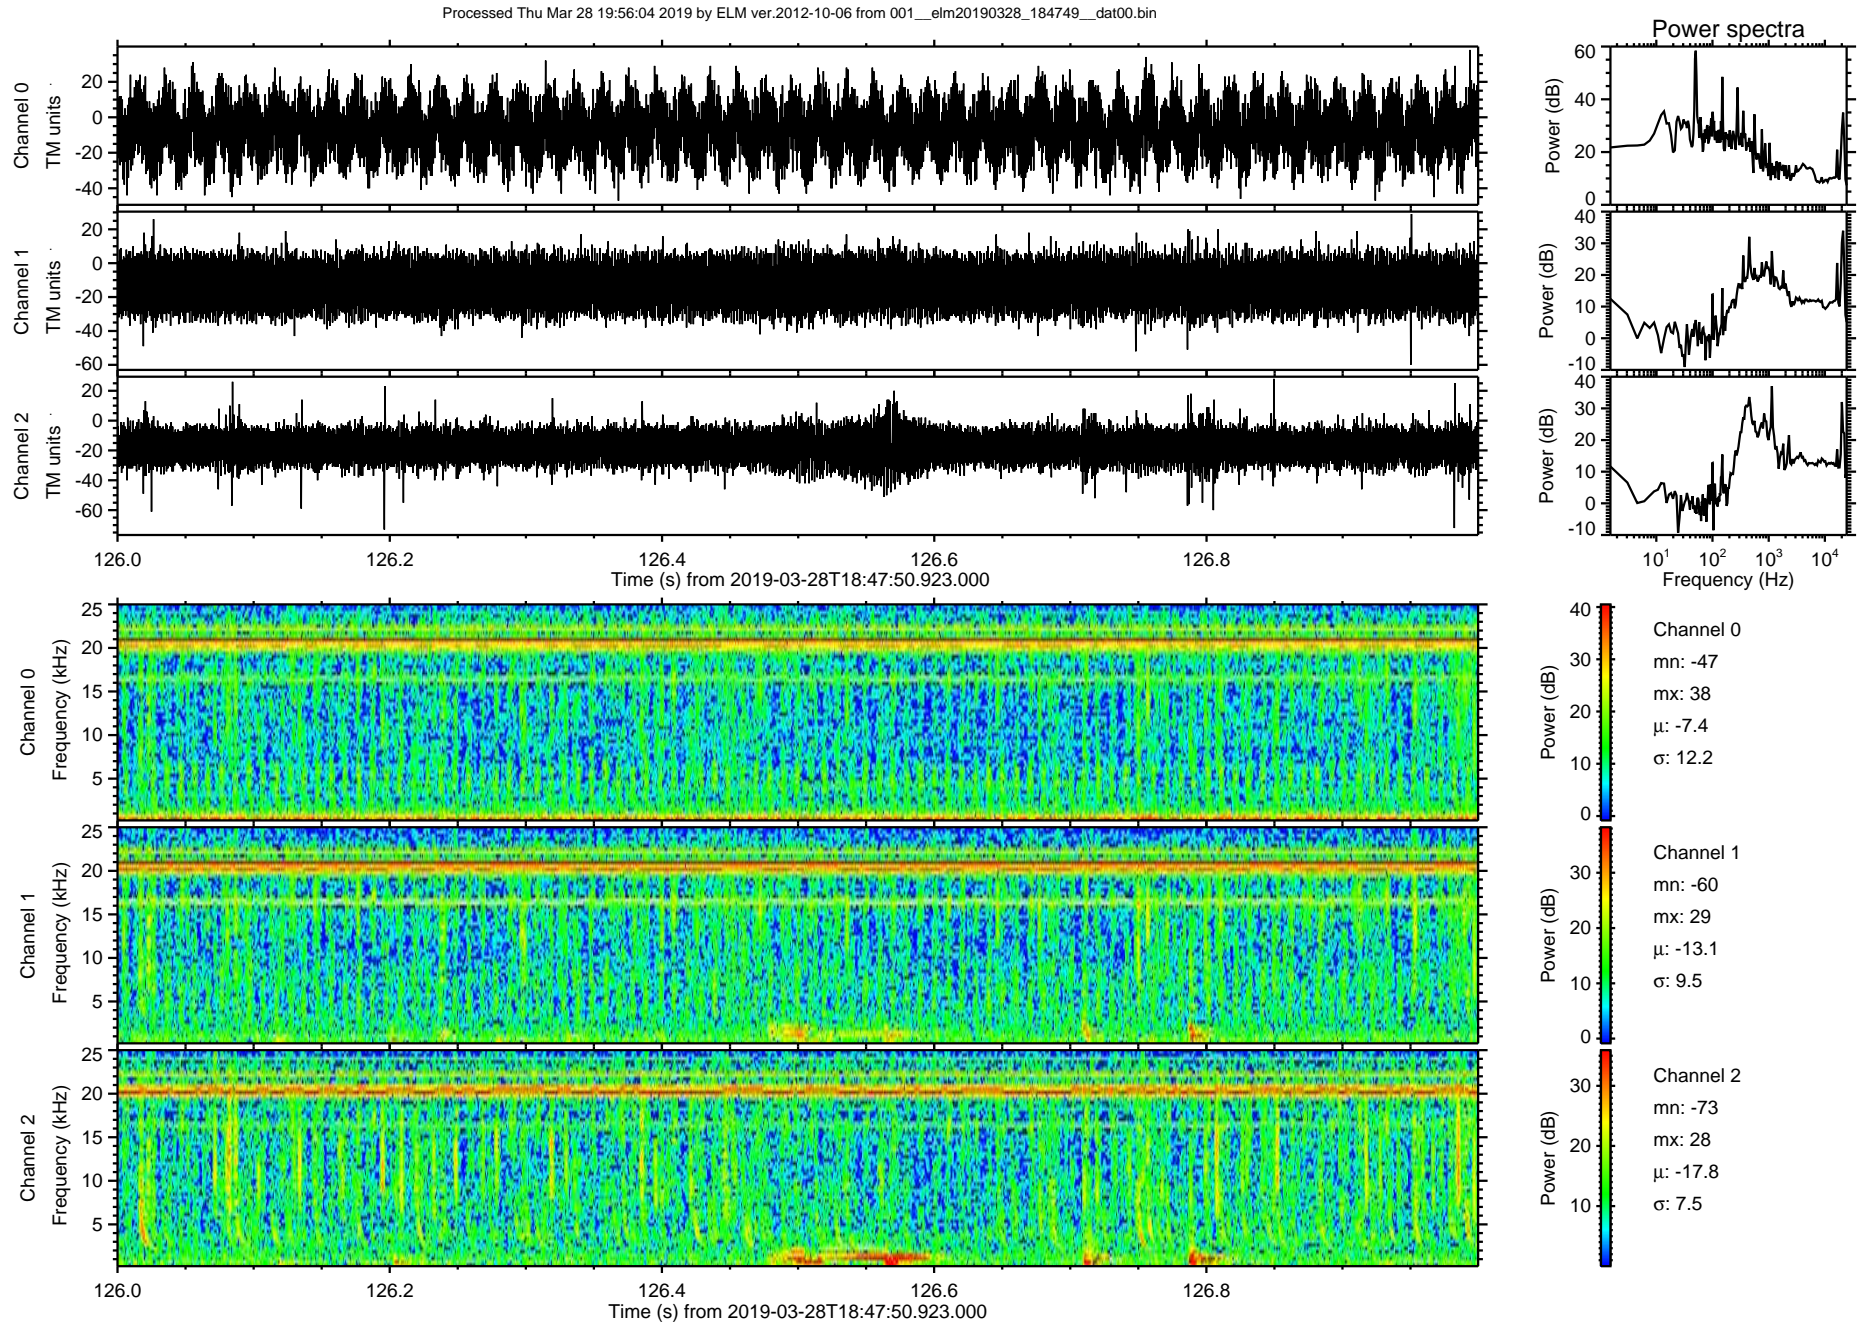 Processed Thu Mar 28 19:56:04 2019 by ELM ver.2012-10-06 from 001__elm20190328_184749__dat00.bin
Power spectra
Channel 0
TM units
20
0
-20
-40
Power (dB)
60
40
20
0
Channel 1
TM units
20
0
-20
-40
-60
Power (dB)
40
30
20
10
0
-10
Channel 2
TM units
20
0
-20
-40
-60
Power (dB)
40
30
20
10
0
-10
126.0 126.2 126.4 126.6 126.8
Time (s) from 2019-03-28T18:47:50.923.000
10¹ 10² 10³ 10⁴
Frequency (Hz)
Channel 0
Frequency (kHz)
25
20
15
10
5
Power (dB)
40
30
20
10
0
Channel 0
mn: -47
mx: 38
µ: -7.4
σ: 12.2
Channel 1
Frequency (kHz)
25
20
15
10
5
Power (dB)
30
20
10
0
Channel 1
mn: -60
mx: 29
µ: -13.1
σ: 9.5
Channel 2
Frequency (kHz)
25
20
15
10
5
Power (dB)
30
20
10
Channel 2
mn: -73
mx: 28
µ: -17.8
σ: 7.5
126.0 126.2 126.4 126.6 126.8
Time (s) from 2019-03-28T18:47:50.923.000